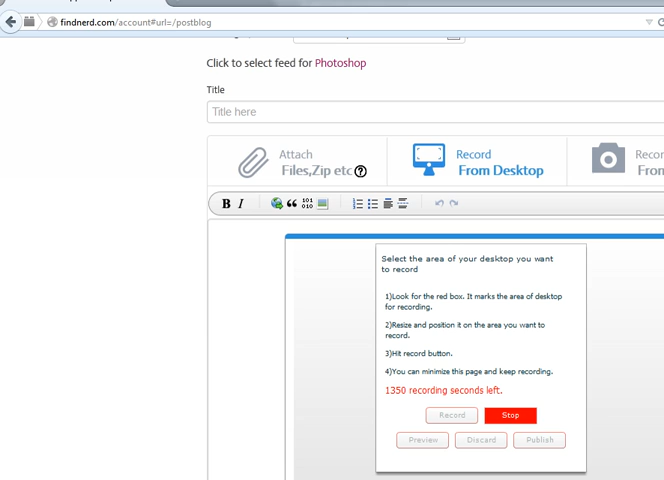 findnerd.com/account#url=/postblog
Click to select feed for Photoshop
Title
Title here
Attach
Files,Zip etc
Record
From Desktop
Recor
From
B I
101
010
Select the area of your desktop you want
to record
1)Look for the red box. It marks the area of desktop
for recording.
2)Resize and position it on the area you want to
record.
3)Hit record button.
4)You can minimize this page and keep recording.
1350 recording seconds left.
Record Stop
Preview Discard Publish